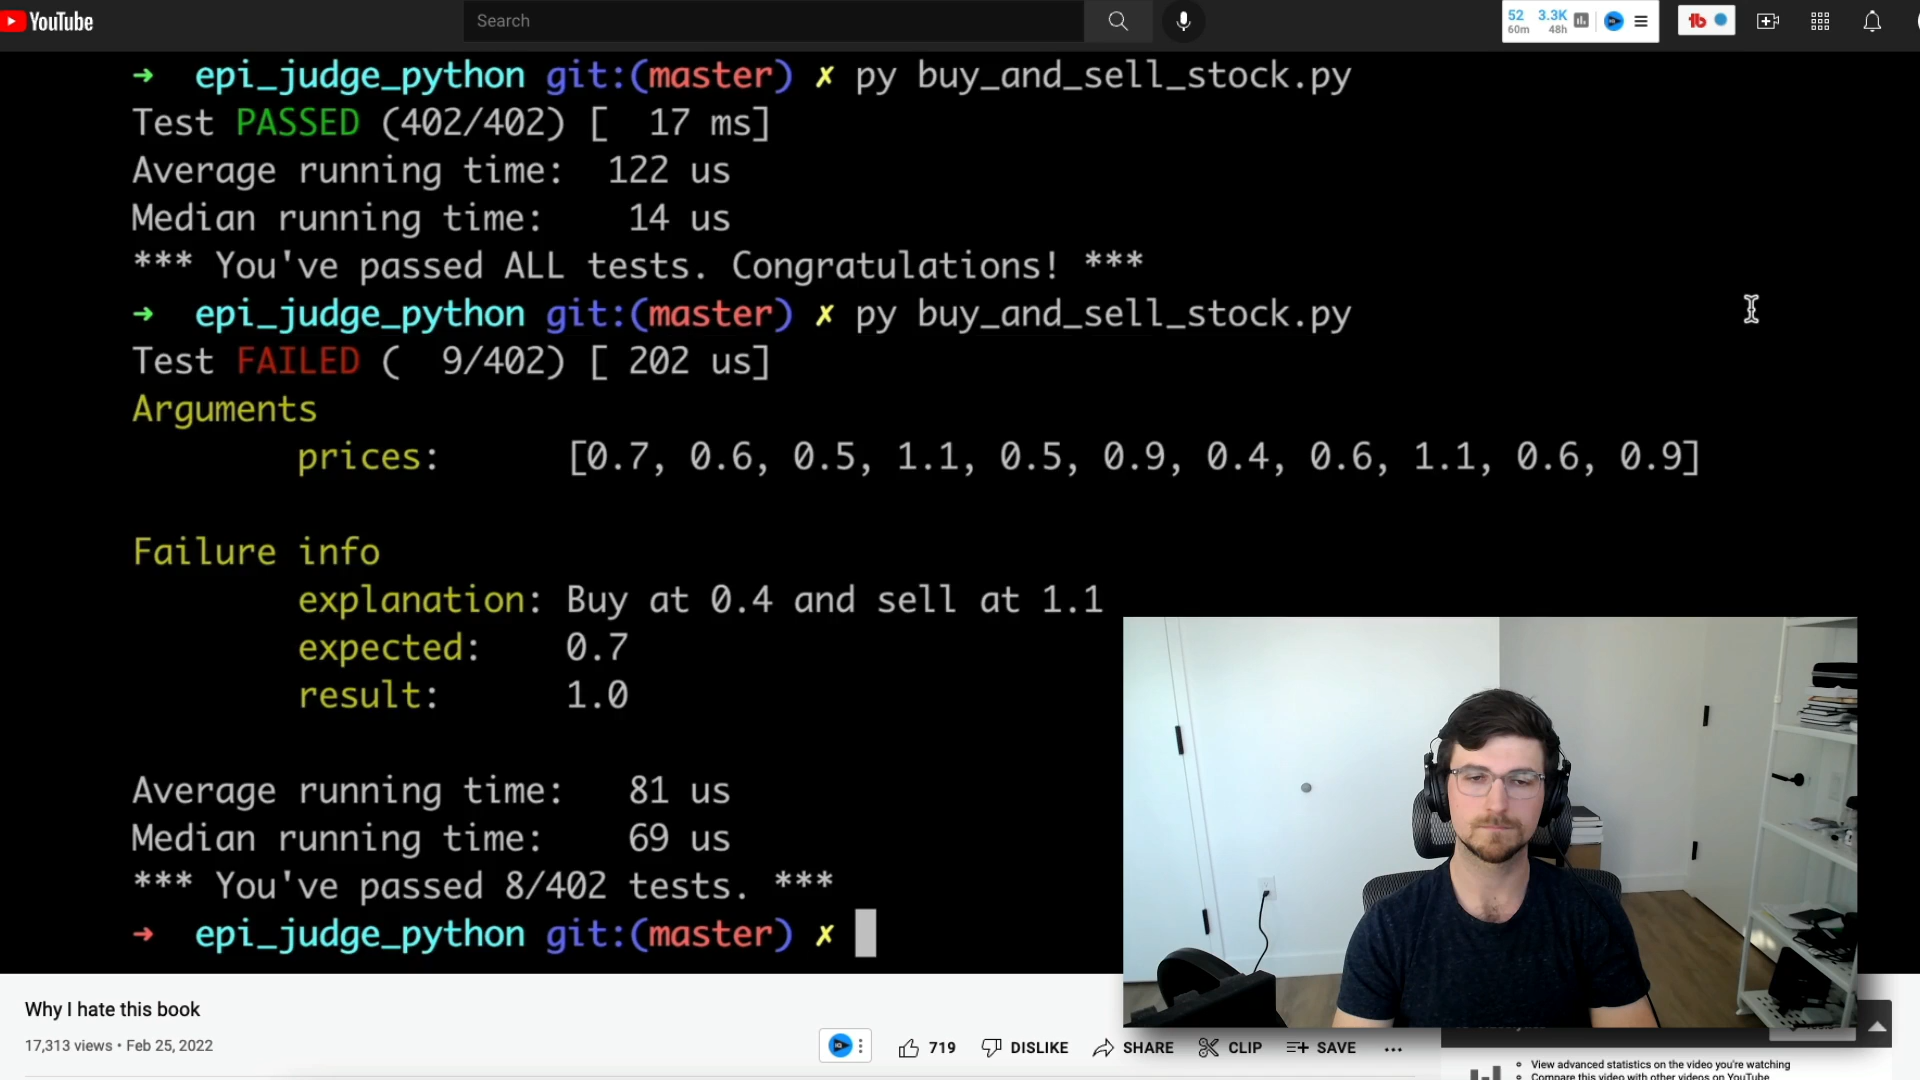 YouTube
Search
52 3.3K
60m 48h
tb
➜ epi_judge_python git:(master) ✗ py buy_and_sell_stock.py
Test PASSED (402/402) [  17 ms]
Average running time:  122 us
Median running time:    14 us
*** You've passed ALL tests. Congratulations! ***
➜ epi_judge_python git:(master) ✗ py buy_and_sell_stock.py
Test FAILED (  9/402) [ 202 us]
Arguments
prices: [0.7, 0.6, 0.5, 1.1, 0.5, 0.9, 0.4, 0.6, 1.1, 0.6, 0.9]
Failure info
explanation: Buy at 0.4 and sell at 1.1
expected: 0.7
result: 1.0
Average running time:   81 us
Median running time:    69 us
*** You've passed 8/402 tests. ***
➜ epi_judge_python git:(master) ✗
Why I hate this book
17,313 views • Feb 25, 2022
719 DISLIKE SHARE CLIP SAVE ...
View advanced statistics on the video you're watching
Compare this video with other videos on YouTube